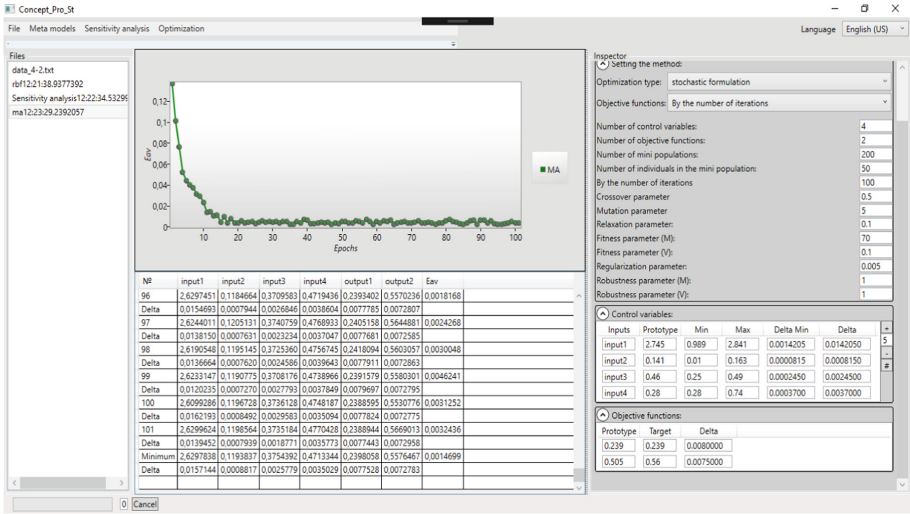 Concept_Pro_St
File Meta models Sensitivity analysis Optimization
Language English (US)
Files
data_4-2.txt
rbf12:21:38.9377392
Sensitivity analysis12:22:34.53299
ma12:23:29.2392057
0,12
0,1
0,08
0,06
0,04
0,02
0
Eav
10 20 30 40 50 60 70 80 90 100
Epochs
MA
№ input1 input2 input3 input4 output1 output2 Eav
96 2,6297451 0,1184664 0,3709583 0,4719436 0,2393402 0,5570236 0,0018168
Delta 0,0154693 0,0007944 0,0026846 0,0038604 0,0077785 0,0072807
97 2,6244011 0,1205131 0,3740759 0,4768933 0,2405158 0,5644881 0,0024268
Delta 0,0138150 0,0007631 0,0023234 0,0037047 0,0077681 0,0072585
98 2,6190548 0,1195145 0,3725360 0,4756745 0,2418094 0,5603057 0,0030048
Delta 0,0136664 0,0007620 0,0024586 0,0039643 0,0077911 0,0072863
99 2,6233147 0,1190775 0,3708176 0,4738966 0,2391579 0,5580301 0,0046241
Delta 0,0120235 0,0007270 0,0027793 0,0037849 0,0079697 0,0072795
100 2,6099286 0,1196728 0,3736128 0,4748187 0,2388595 0,5530776 0,0031252
Delta 0,0162193 0,0008492 0,0029583 0,0035094 0,0077824 0,0072775
101 2,6299624 0,1198564 0,3735184 0,4770428 0,2388944 0,5669013 0,0032436
Delta 0,0139452 0,0007939 0,0018771 0,0035773 0,0077443 0,0072958
Minimum 2,6297838 0,1193837 0,3754392 0,4713344 0,2398058 0,5576467 0,0014699
Delta 0,0157144 0,0008817 0,0025779 0,0035029 0,0077528 0,0072783
0 Cancel
Inspector
Setting the method:
Optimization type: stochastic formulation
Objective functions: By the number of iterations
Number of control variables: 4
Number of objective functions: 2
Number of mini populations: 200
Number of individuals in the mini population: 50
By the number of iterations 100
Crossover parameter 0.5
Mutation parameter 5
Relaxation parameter: 0.1
Fitness parameter (M): 70
Fitness parameter (V): 0.1
Regularization parameter: 0.005
Robustness parameter (M): 1
Robustness parameter (V): 1
Control variables:
Inputs Prototype Min Max Delta Min Delta +
input1 2.745 0.989 2.841 0.0014205 0.0142050 5
input2 0.141 0.01 0.163 0.0000815 0.0008150 -
input3 0.46 0.25 0.49 0.0002450 0.0024500 #
input4 0.28 0.28 0.74 0.0003700 0.0037000
Objective functions:
Prototype Target Delta
0.239 0.239 0.0080000
0.505 0.56 0.0075000